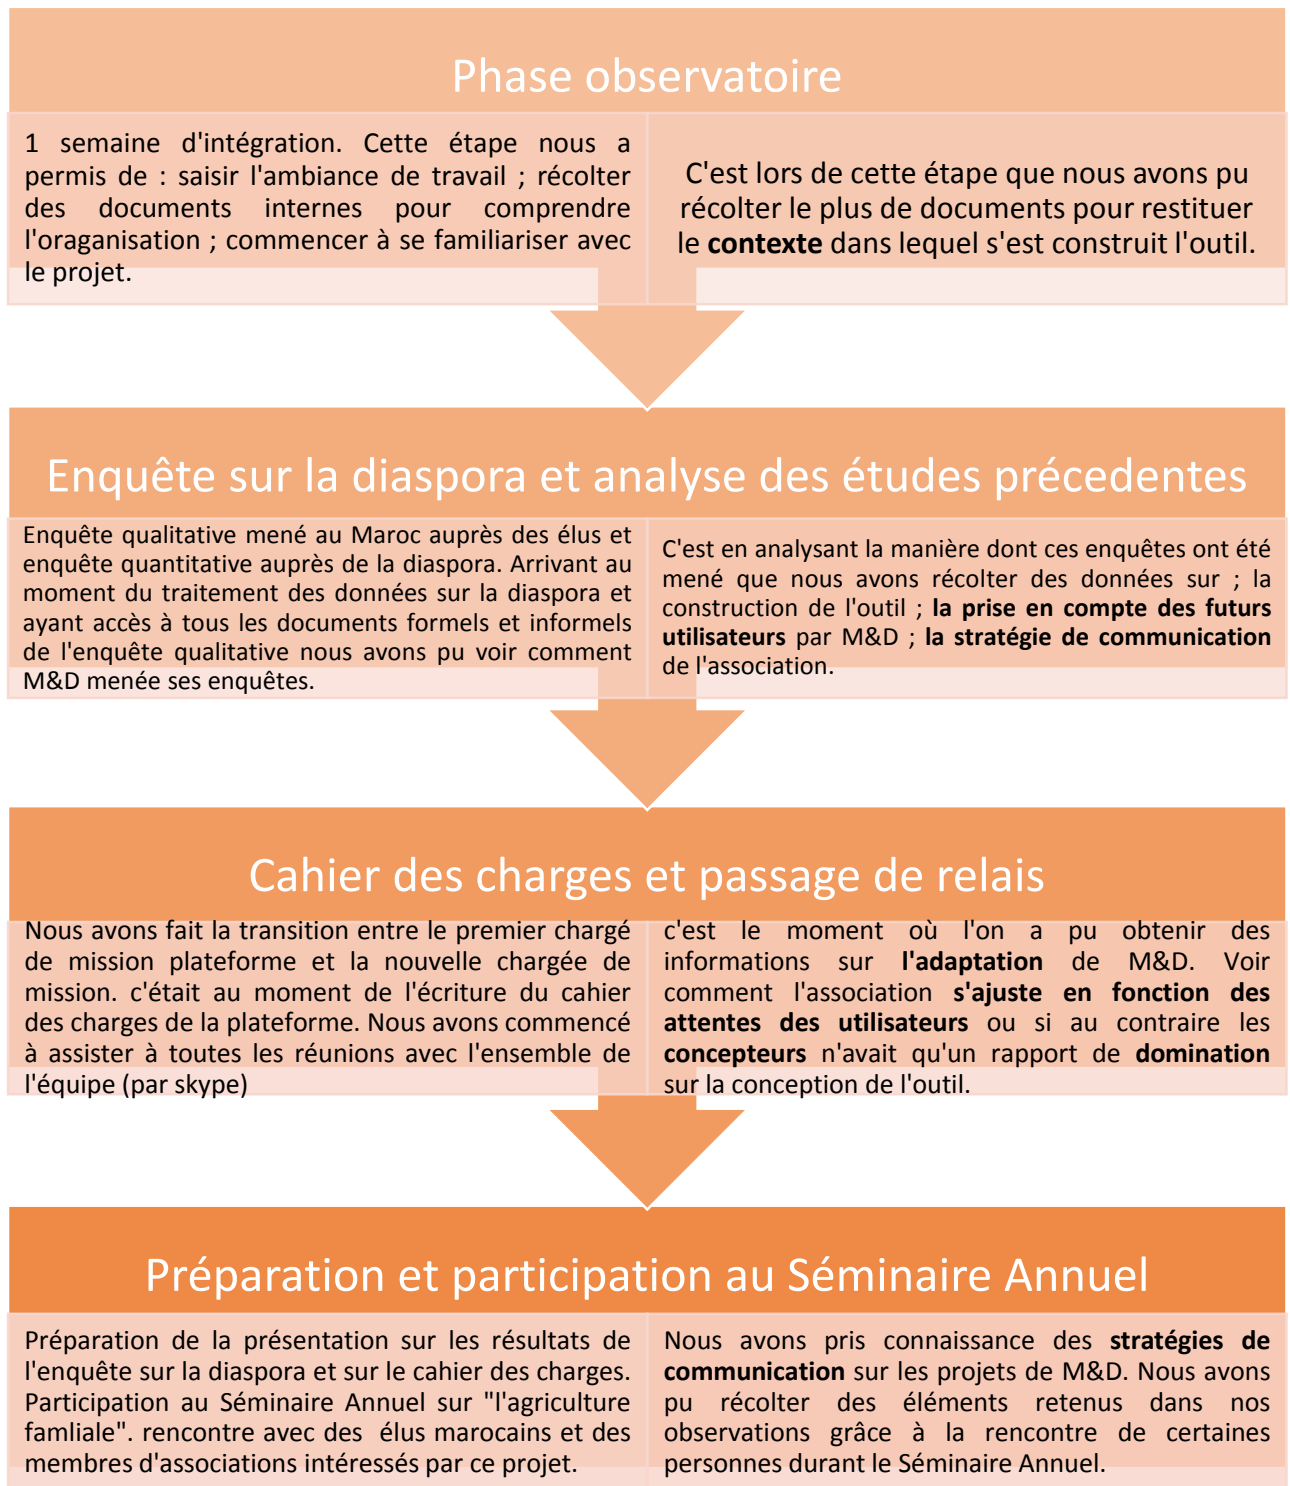 Phase observatoire
1 semaine d'intégration. Cette étape nous a
permis de : saisir l'ambiance de travail ; récolter
des documents internes pour comprendre
l'oraganisation ; commencer à se familiariser avec
le projet.
C'est lors de cette étape que nous avons pu
récolter le plus de documents pour restituer
le contexte dans lequel s'est construit l'outil.
Enquête sur la diaspora et analyse des études précedentes
Enquête qualitative mené au Maroc auprès des élus et
enquête quantitative auprès de la diaspora. Arrivant au
moment du traitement des données sur la diaspora et
ayant accès à tous les documents formels et informels
de l'enquête qualitative nous avons pu voir comment
M&D menée ses enquêtes.
C'est en analysant la manière dont ces enquêtes ont été
mené que nous avons récolter des données sur ; la
construction de l'outil ; la prise en compte des futurs
utilisateurs par M&D ; la stratégie de communication
de l'association.
Cahier des charges et passage de relais
Nous avons fait la transition entre le premier chargé
de mission plateforme et la nouvelle chargée de
mission. c'était au moment de l'écriture du cahier
des charges de la plateforme. Nous avons commencé
à assister à toutes les réunions avec l'ensemble de
l'équipe (par skype)
c'est le moment où l'on a pu obtenir des
informations sur l'adaptation de M&D. Voir
comment l'association s'ajuste en fonction des
attentes des utilisateurs ou si au contraire les
concepteurs n'avait qu'un rapport de domination
sur la conception de l'outil.
Préparation et participation au Séminaire Annuel
Préparation de la présentation sur les résultats de
l'enquête sur la diaspora et sur le cahier des charges.
Participation au Séminaire Annuel sur "l'agriculture
famliale". rencontre avec des élus marocains et des
membres d'associations intéressés par ce projet.
Nous avons pris connaissance des stratégies de
communication sur les projets de M&D. Nous avons
pu récolter des éléments retenus dans nos
observations grâce à la rencontre de certaines
personnes durant le Séminaire Annuel.